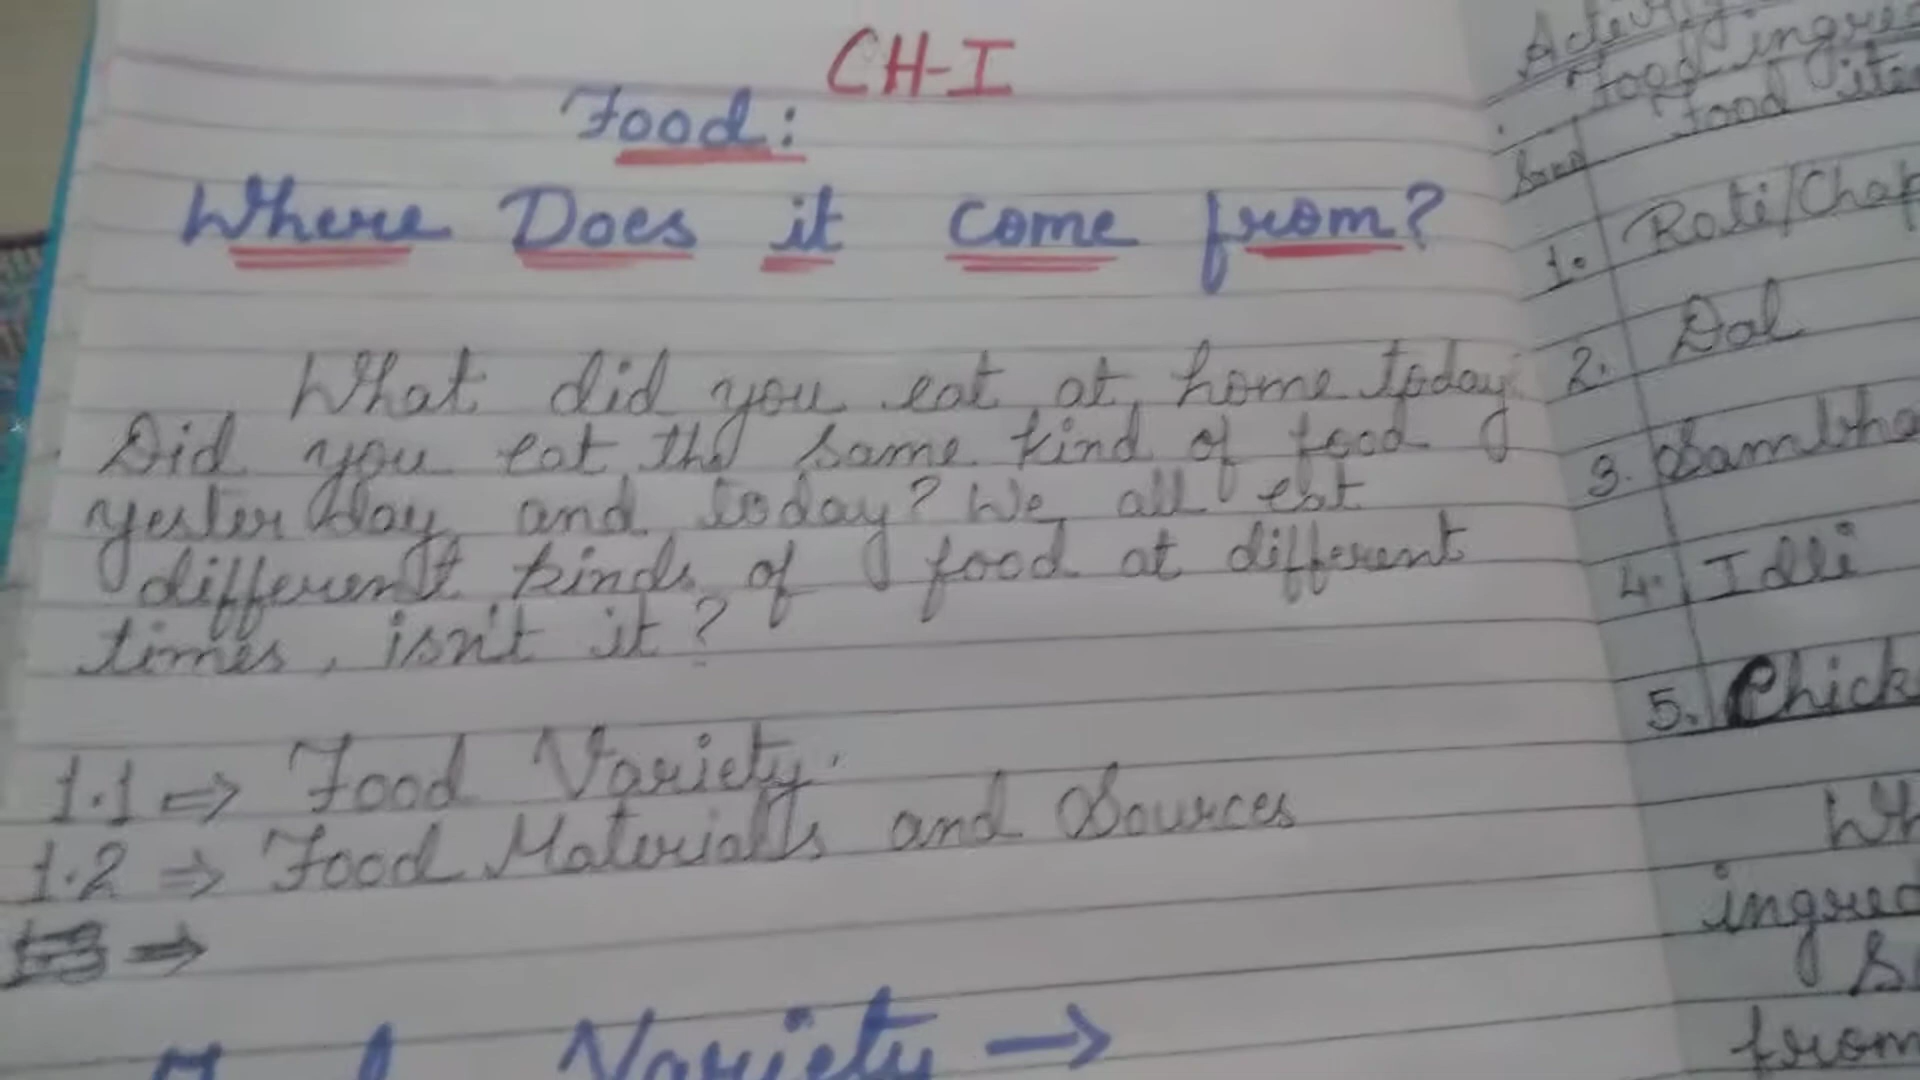 CH-I
Food:
Where Does it come from?
What did you eat at home today
Did you eat the same kind of food
yesterday and today? We all eat
different kinds of food at different
times, isn't it?
1.1 ⇒ Food Variety.
1.2 ⇒ Food Materials and Sources
1.3 ⇒
Variety →
Food
1. Roti/Chap
2. Dal
3. Sambha
4. Idli
5. Chick
ingred
from